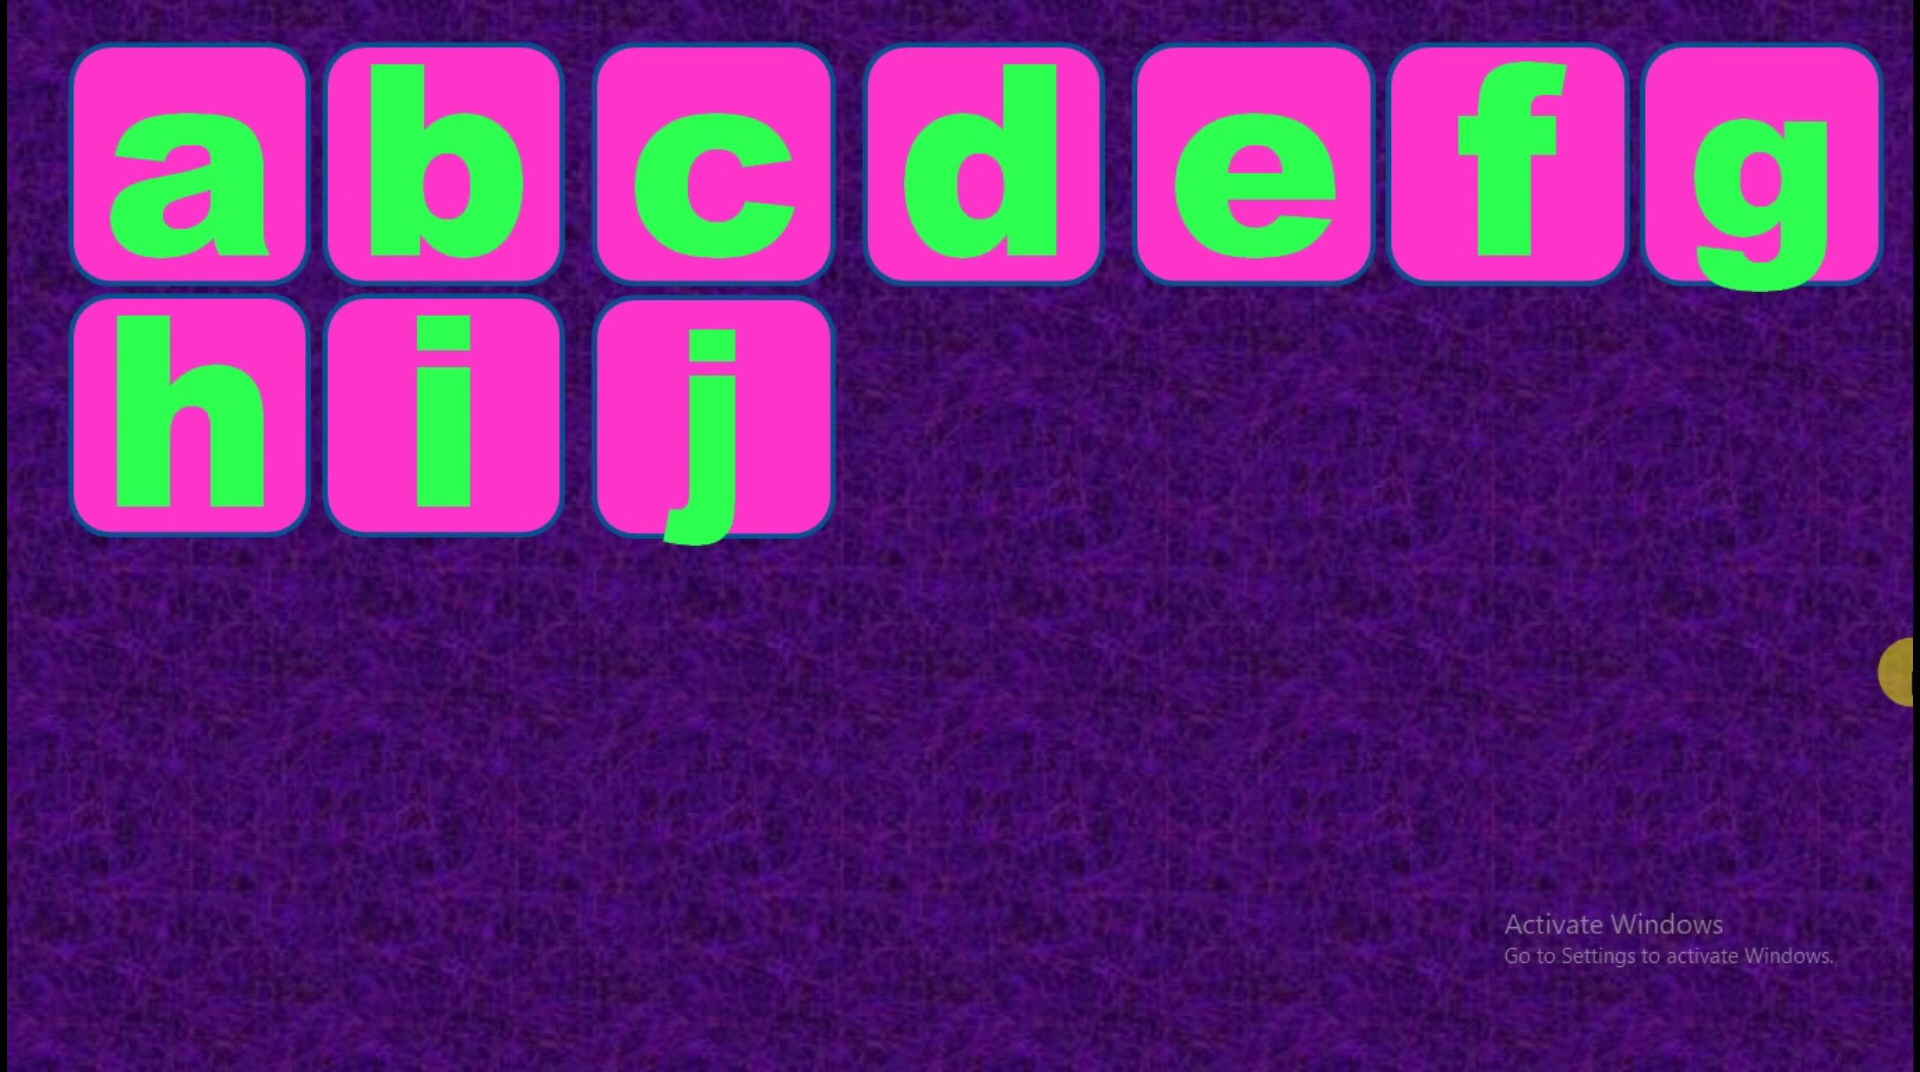 a b c d e f g
h i j
Activate Windows
Go to Settings to activate Windows.